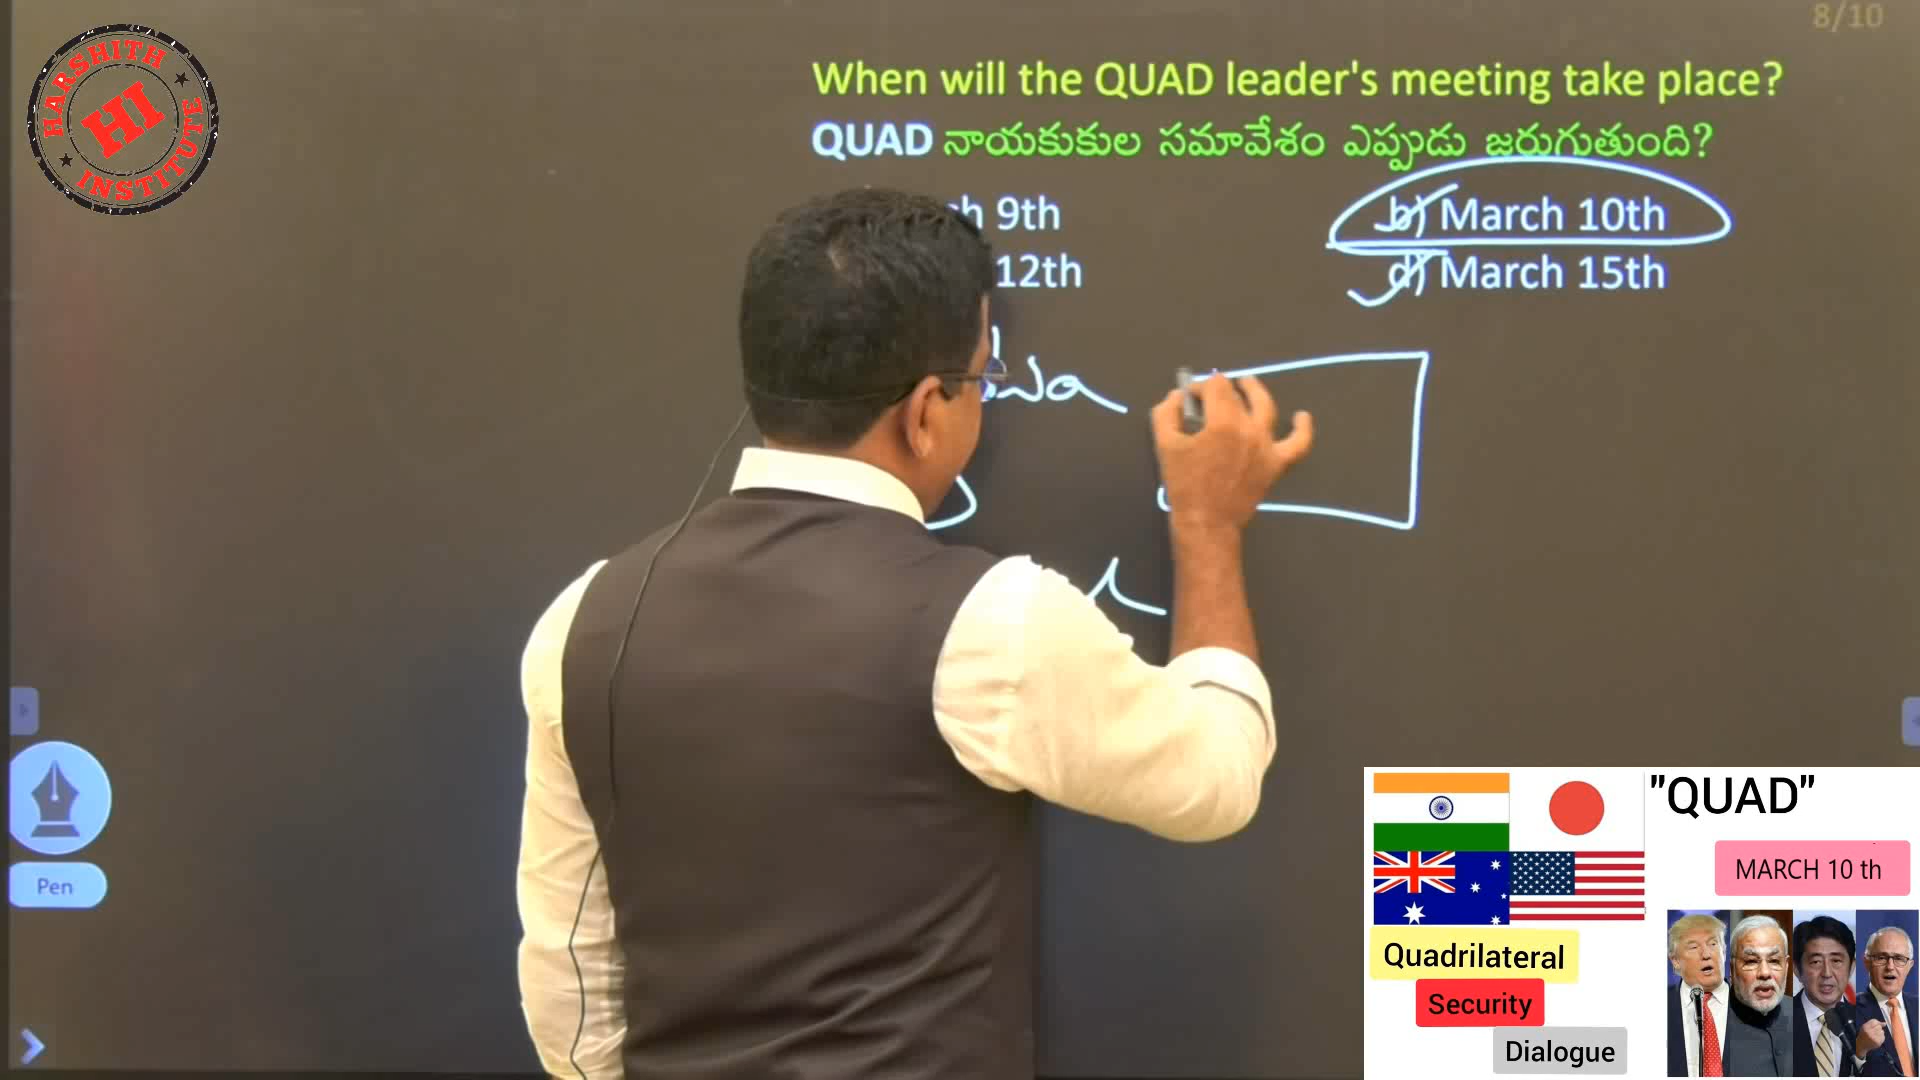 8/10
HARSHITH
HI
INSTITUTE
When will the QUAD leader's meeting take place?
QUAD నాయకుకుల సమావేశం ఎప్పుడు జరుగుతుంది?
9th b) March 10th
12th d) March 15th
Pen
"QUAD"
MARCH 10 th
Quadrilateral
Security
Dialogue